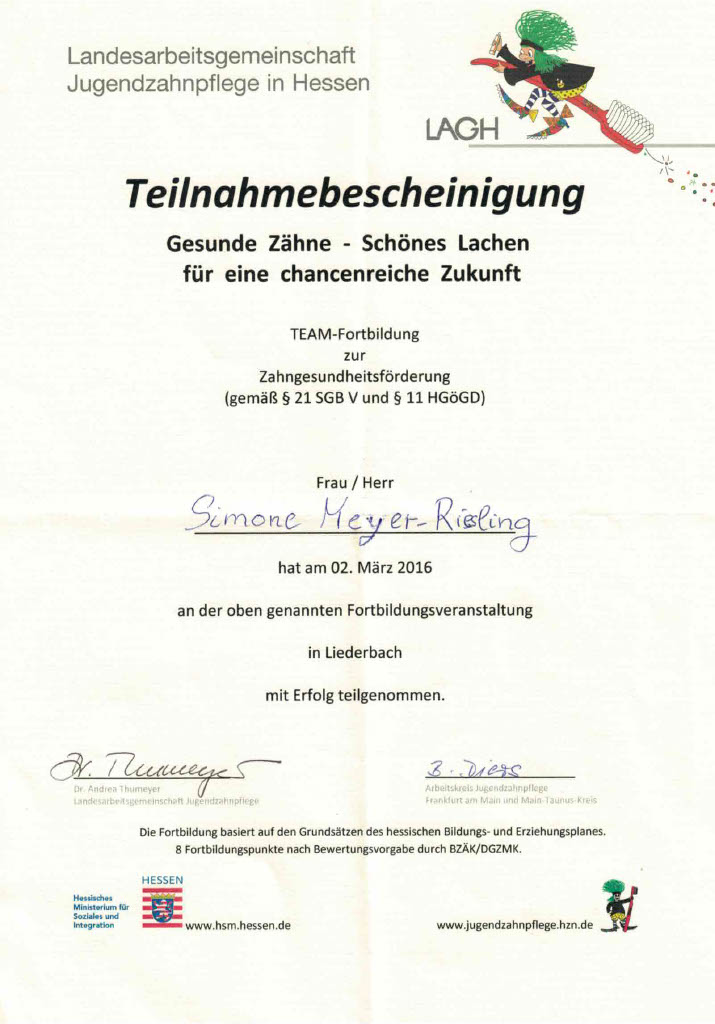 Landesarbeitsgemeinschaft
Jugendzahnpflege in Hessen
LAGH
Teilnahmebescheinigung
Gesunde Zähne - Schönes Lachen
für eine chancenreiche Zukunft
TEAM-Fortbildung
zur
Zahngesundheitsförderung
(gemäß § 21 SGB V und § 11 HGöGD)
Frau / Herr
Simone Meyer-Riesling
hat am 02. März 2016
an der oben genannten Fortbildungsveranstaltung
in Liederbach
mit Erfolg teilgenommen.
Dr. Thumeyer
Dr. Andrea Thumeyer
Landesarbeitsgemeinschaft Jugendzahnpflege
B. Diers
Arbeitskreis Jugendzahnpflege
Frankfurt am Main und Main-Taunus-Kreis
Die Fortbildung basiert auf den Grundsätzen des hessischen Bildungs- und Erziehungsplanes.
8 Fortbildungspunkte nach Bewertungsvorgabe durch BZÄK/DGZMK.
HESSEN
Hessisches
Ministerium für
Soziales und
Integration
www.hsm.hessen.de
www.jugendzahnpflege.hzn.de